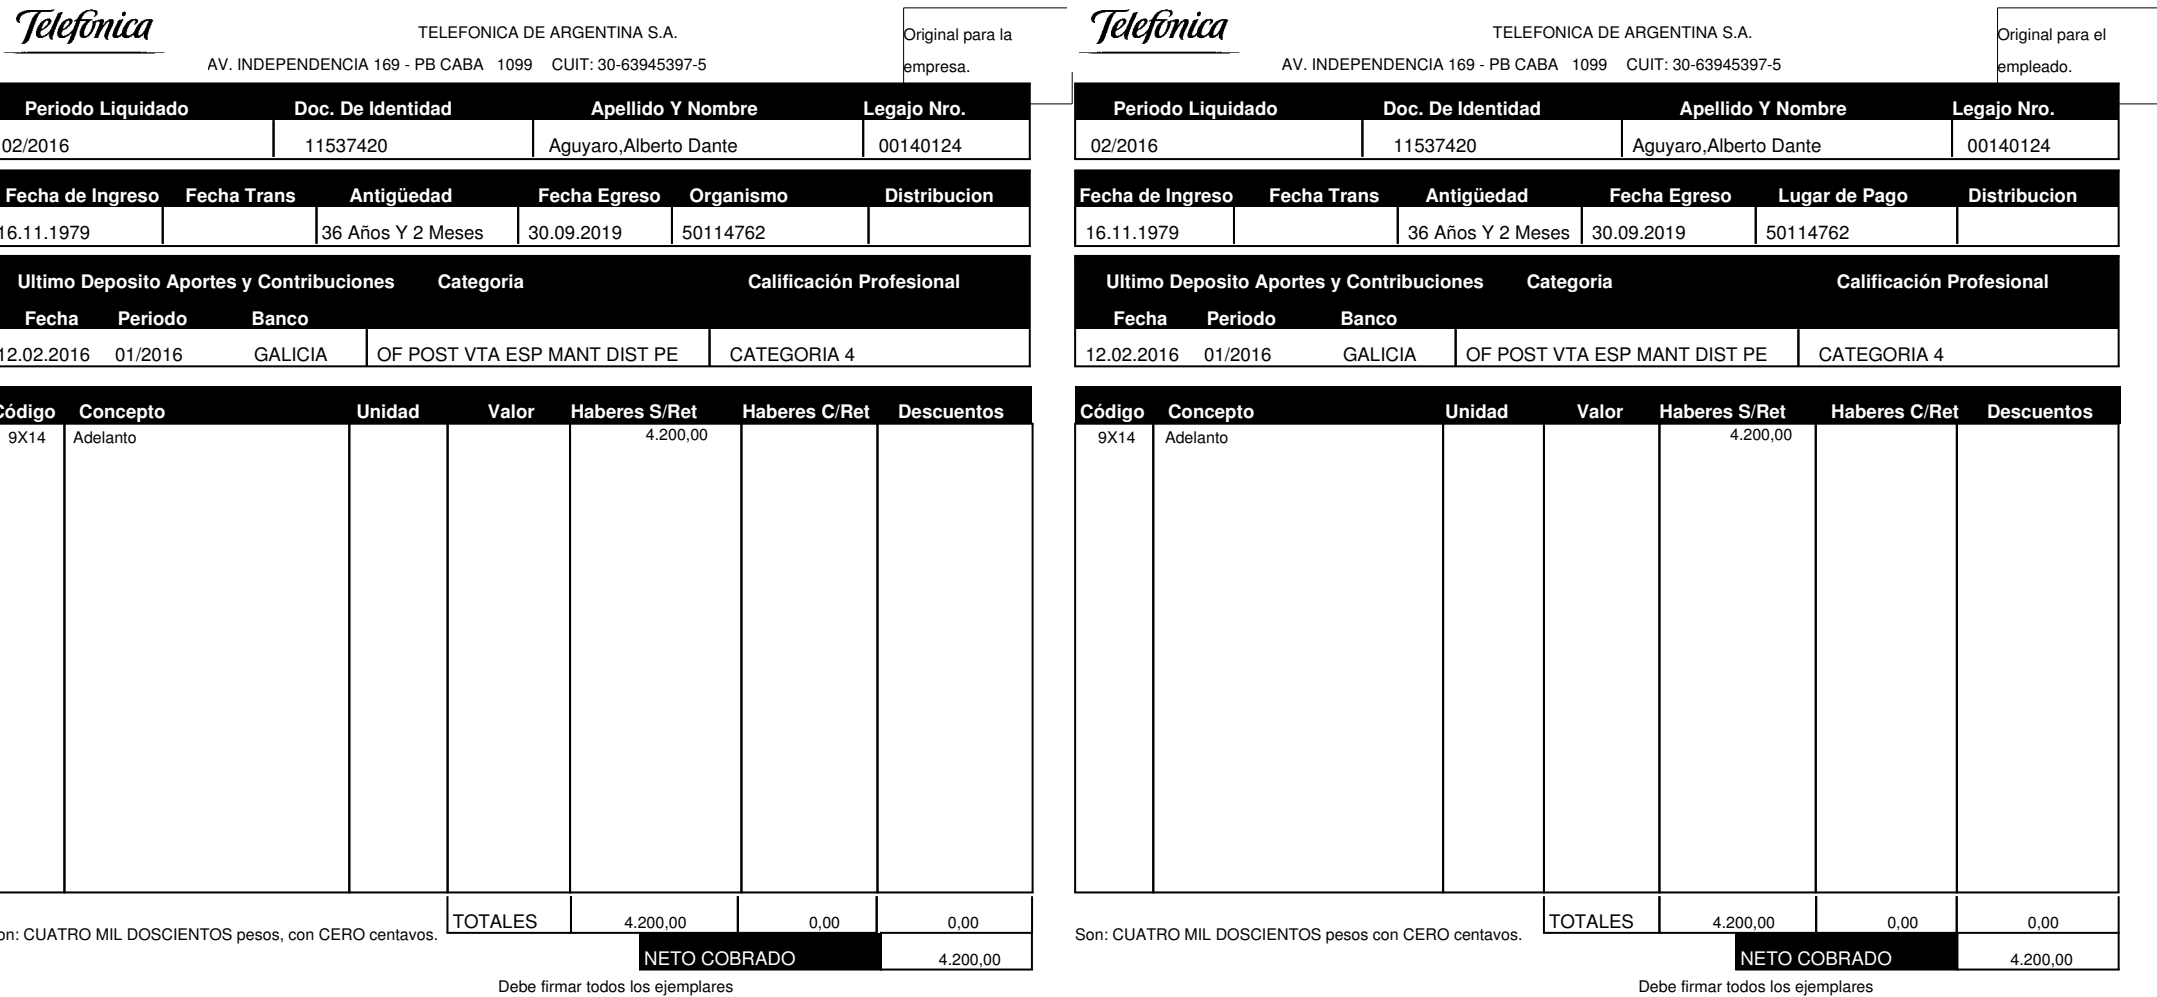 Telefónica
TELEFONICA DE ARGENTINA S.A.
AV. INDEPENDENCIA 169 - PB CABA 1099 CUIT: 30-63945397-5
Original para la
empresa.
Periodo Liquidado Doc. De Identidad Apellido Y Nombre Legajo Nro.
02/2016 11537420 Aguyaro,Alberto Dante 00140124
Fecha de Ingreso Fecha Trans Antigüedad Fecha Egreso Organismo Distribucion
16.11.1979 36 Años Y 2 Meses 30.09.2019 50114762
Ultimo Deposito Aportes y Contribuciones Categoria Calificación Profesional
Fecha Periodo Banco
12.02.2016 01/2016 GALICIA OF POST VTA ESP MANT DIST PE CATEGORIA 4
Código Concepto Unidad Valor Haberes S/Ret Haberes C/Ret Descuentos
9X14 Adelanto 4.200,00
TOTALES 4.200,00 0,00 0,00
on: CUATRO MIL DOSCIENTOS pesos, con CERO centavos.
NETO COBRADO 4.200,00
Debe firmar todos los ejemplares
Telefónica
TELEFONICA DE ARGENTINA S.A.
AV. INDEPENDENCIA 169 - PB CABA 1099 CUIT: 30-63945397-5
Original para el
empleado.
Periodo Liquidado Doc. De Identidad Apellido Y Nombre Legajo Nro.
02/2016 11537420 Aguyaro,Alberto Dante 00140124
Fecha de Ingreso Fecha Trans Antigüedad Fecha Egreso Lugar de Pago Distribucion
16.11.1979 36 Años Y 2 Meses 30.09.2019 50114762
Ultimo Deposito Aportes y Contribuciones Categoria Calificación Profesional
Fecha Periodo Banco
12.02.2016 01/2016 GALICIA OF POST VTA ESP MANT DIST PE CATEGORIA 4
Código Concepto Unidad Valor Haberes S/Ret Haberes C/Ret Descuentos
9X14 Adelanto 4.200,00
TOTALES 4.200,00 0,00 0,00
Son: CUATRO MIL DOSCIENTOS pesos con CERO centavos.
NETO COBRADO 4.200,00
Debe firmar todos los ejemplares